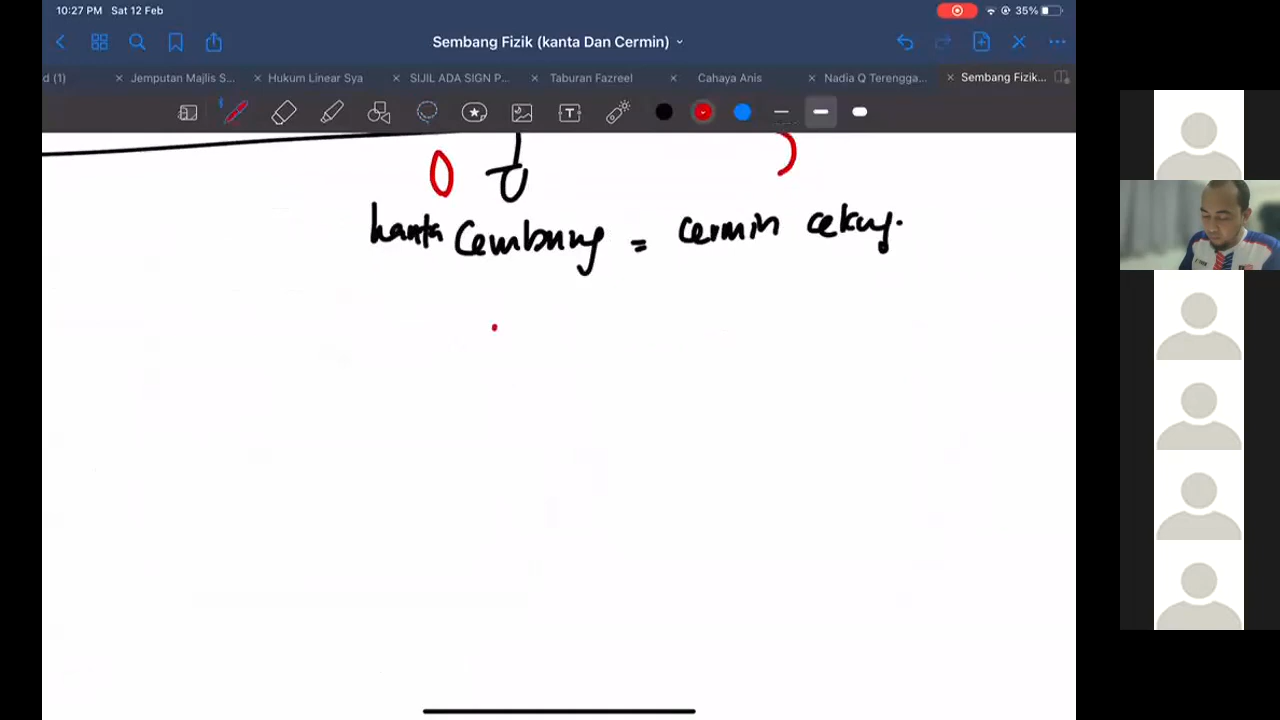 10:27 PM Sat 12 Feb
35%
Sembang Fizik (kanta Dan Cermin)
d (1)
Jemputan Majlis S...
Hukum Linear Sya
SIJIL ADA SIGN P...
Taburan Fazreel
Cahaya Anis
Nadia Q Terengga...
Sembang Fizik...
kanta Cembung = cermin cekung.